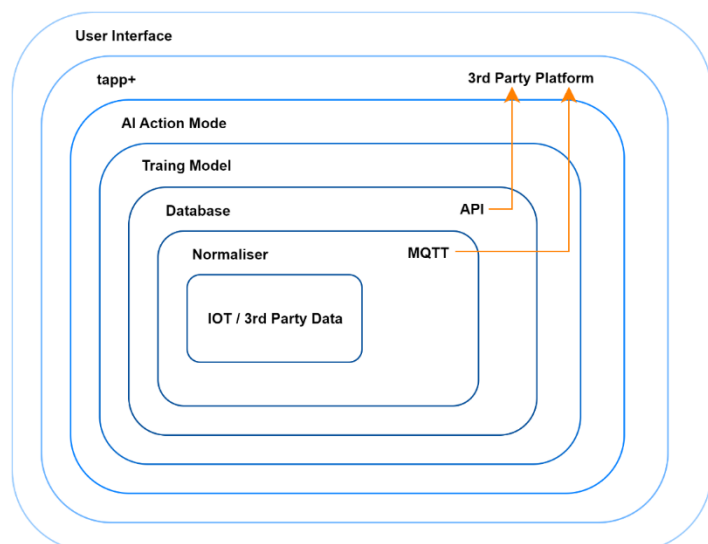 User Interface
tapp+
3rd Party Platform
AI Action Mode
Traing Model
Database
API
Normaliser
MQTT
IOT / 3rd Party Data